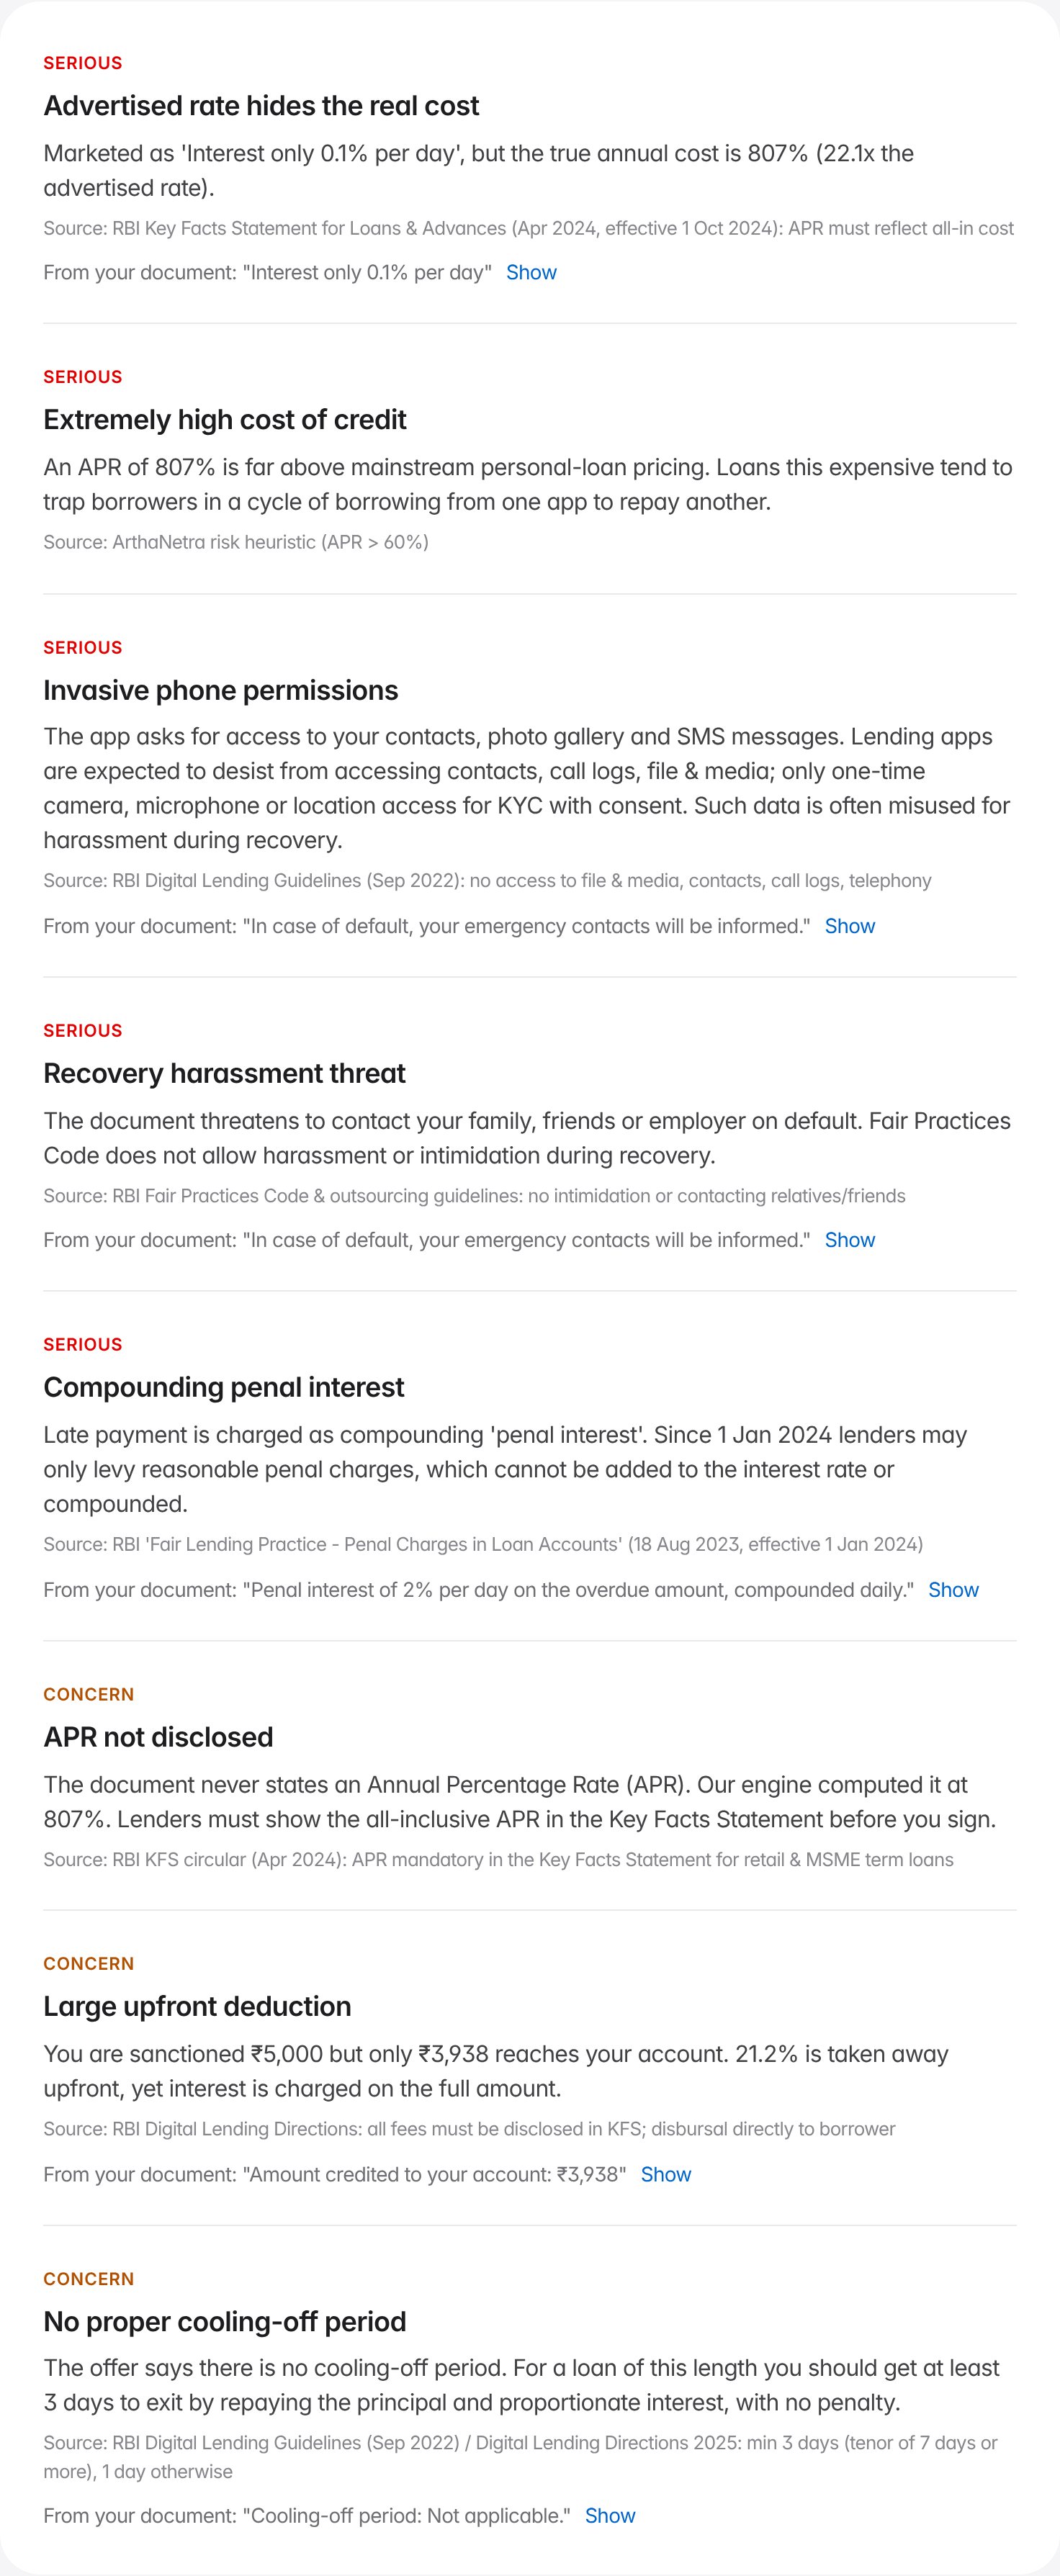 SERIOUS
Advertised rate hides the real cost
Marketed as 'Interest only 0.1% per day', but the true annual cost is 807% (22.1x the
advertised rate).
Source: RBI Key Facts Statement for Loans & Advances (Apr 2024, effective 1 Oct 2024): APR must reflect all-in cost
From your document: "Interest only 0.1% per day" Show
SERIOUS
Extremely high cost of credit
An APR of 807% is far above mainstream personal-loan pricing. Loans this expensive tend to
trap borrowers in a cycle of borrowing from one app to repay another.
Source: ArthaNetra risk heuristic (APR > 60%)
SERIOUS
Invasive phone permissions
The app asks for access to your contacts, photo gallery and SMS messages. Lending apps
are expected to desist from accessing contacts, call logs, file & media; only one-time
camera, microphone or location access for KYC with consent. Such data is often misused for
harassment during recovery.
Source: RBI Digital Lending Guidelines (Sep 2022): no access to file & media, contacts, call logs, telephony
From your document: "In case of default, your emergency contacts will be informed." Show
SERIOUS
Recovery harassment threat
The document threatens to contact your family, friends or employer on default. Fair Practices
Code does not allow harassment or intimidation during recovery.
Source: RBI Fair Practices Code & outsourcing guidelines: no intimidation or contacting relatives/friends
From your document: "In case of default, your emergency contacts will be informed." Show
SERIOUS
Compounding penal interest
Late payment is charged as compounding 'penal interest'. Since 1 Jan 2024 lenders may
only levy reasonable penal charges, which cannot be added to the interest rate or
compounded.
Source: RBI 'Fair Lending Practice - Penal Charges in Loan Accounts' (18 Aug 2023, effective 1 Jan 2024)
From your document: "Penal interest of 2% per day on the overdue amount, compounded daily." Show
CONCERN
APR not disclosed
The document never states an Annual Percentage Rate (APR). Our engine computed it at
807%. Lenders must show the all-inclusive APR in the Key Facts Statement before you sign.
Source: RBI KFS circular (Apr 2024): APR mandatory in the Key Facts Statement for retail & MSME term loans
CONCERN
Large upfront deduction
You are sanctioned ₹5,000 but only ₹3,938 reaches your account. 21.2% is taken away
upfront, yet interest is charged on the full amount.
Source: RBI Digital Lending Directions: all fees must be disclosed in KFS; disbursal directly to borrower
From your document: "Amount credited to your account: ₹3,938" Show
CONCERN
No proper cooling-off period
The offer says there is no cooling-off period. For a loan of this length you should get at least
3 days to exit by repaying the principal and proportionate interest, with no penalty.
Source: RBI Digital Lending Guidelines (Sep 2022) / Digital Lending Directions 2025: min 3 days (tenor of 7 days or
more), 1 day otherwise
From your document: "Cooling-off period: Not applicable." Show